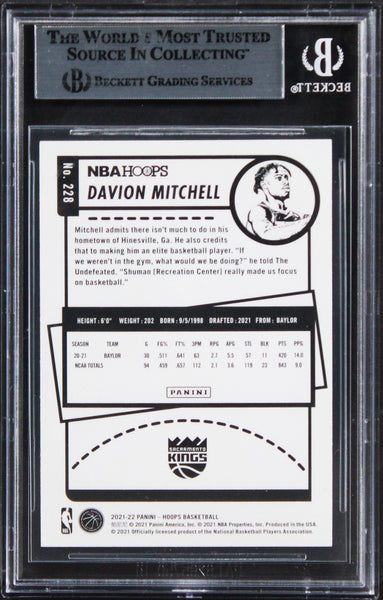 THE WORLD'S MOST TRUSTED
SOURCE IN COLLECTING™
BECKETT GRADING SERVICES
BECKETT
No. 228
NBA HOOPS
DAVION MITCHELL
Mitchell admits there isn't much to do in his
hometown of Hinesville, Ga. He also credits
that to making him an elite basketball player. "If
we weren't in the gym, what would we be doing?" he told The
Undefeated. "Shuman [Recreation Center] really made us focus
on basketball."
HEIGHT: 6'0" WEIGHT: 202 BORN: 9/5/1998 DRAFTED: 2021 FROM: BAYLOR
SEASON TEAM G FG% FT% 3PM RPG APG STL BLK PTS PPG
20-21 BAYLOR 30 .511 .641 63 2.7 5.5 57 11 420 14.0
NCAA TOTALS 94 .459 .657 112 2.1 3.6 119 23 843 9.0
PANINI
SACRAMENTO
KINGS
2021-22 PANINI - HOOPS BASKETBALL
© 2021 Panini America, Inc. © 2021 NBA Properties, Inc. Produced in the USA.
© 2021 Officially licensed product of the National Basketball Players Association.